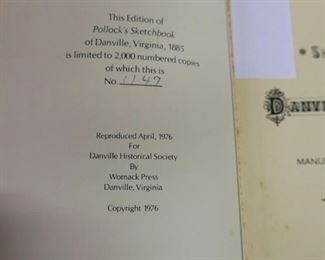 This Edition of
Pollock's Sketchbook
of Danville, Virginia, 1885
is limited to 2,000 numbered copies
of which this is
No. 1147
Reproduced April, 1976
For
Danville Historical Society
By
Womack Press
Danville, Virginia
Copyright 1976